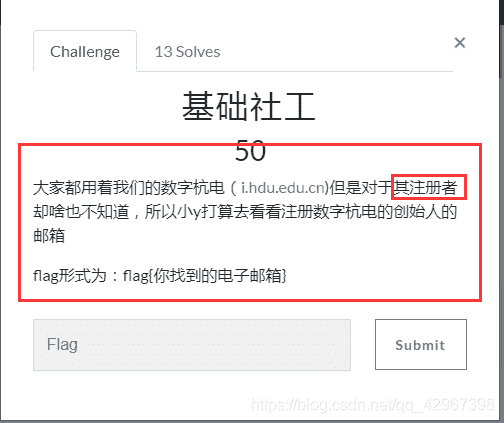 Challenge
13 Solves
×
基础社工
50
大家都用着我们的数字杭电（i.hdu.edu.cn)但是对于其注册者
却啥也不知道，所以小y打算去看看注册数字杭电的创始人的
邮箱
flag形式为：flag{你找到的电子邮箱}
Flag
Submit
https://blog.csdn.net/qq_42967398